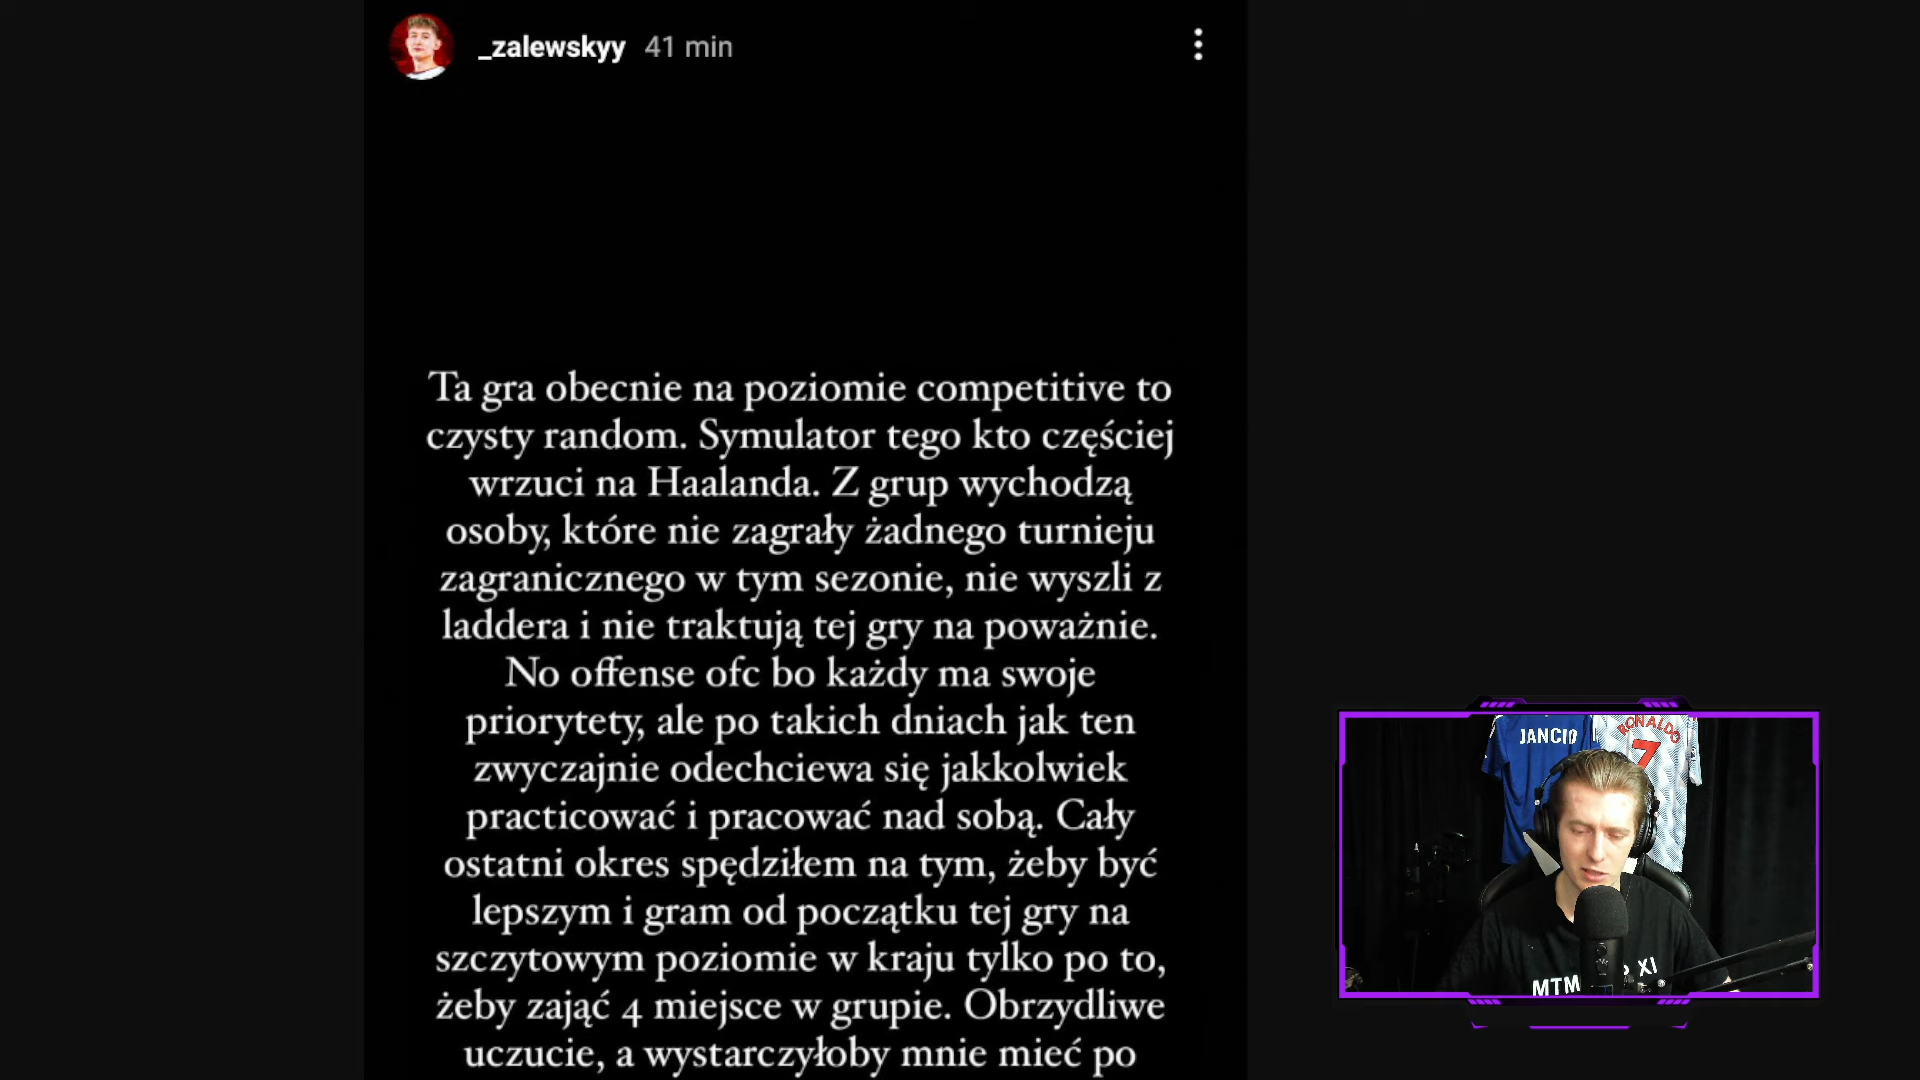 _zalewskyy 41 min
Ta gra obecnie na poziomie competitive to
czysty random. Symulator tego kto częściej
wrzuci na Haalanda. Z grup wychodzą
osoby, które nie zagrały żadnego turnieju
zagranicznego w tym sezonie, nie wyszli z
laddera i nie traktują tej gry na poważnie.
No offense ofc bo każdy ma swoje
priorytety, ale po takich dniach jak ten
zwyczajnie odechciewa się jakkolwiek
practicować i pracować nad sobą. Cały
ostatni okres spędziłem na tym, żeby być
lepszym i gram od początku tej gry na
szczytowym poziomie w kraju tylko po to,
żeby zająć 4 miejsce w grupie. Obrzydliwe
uczucie, a wystarczyłoby mnie mieć po
JANCIO
RONALDO
7
MTM
XI